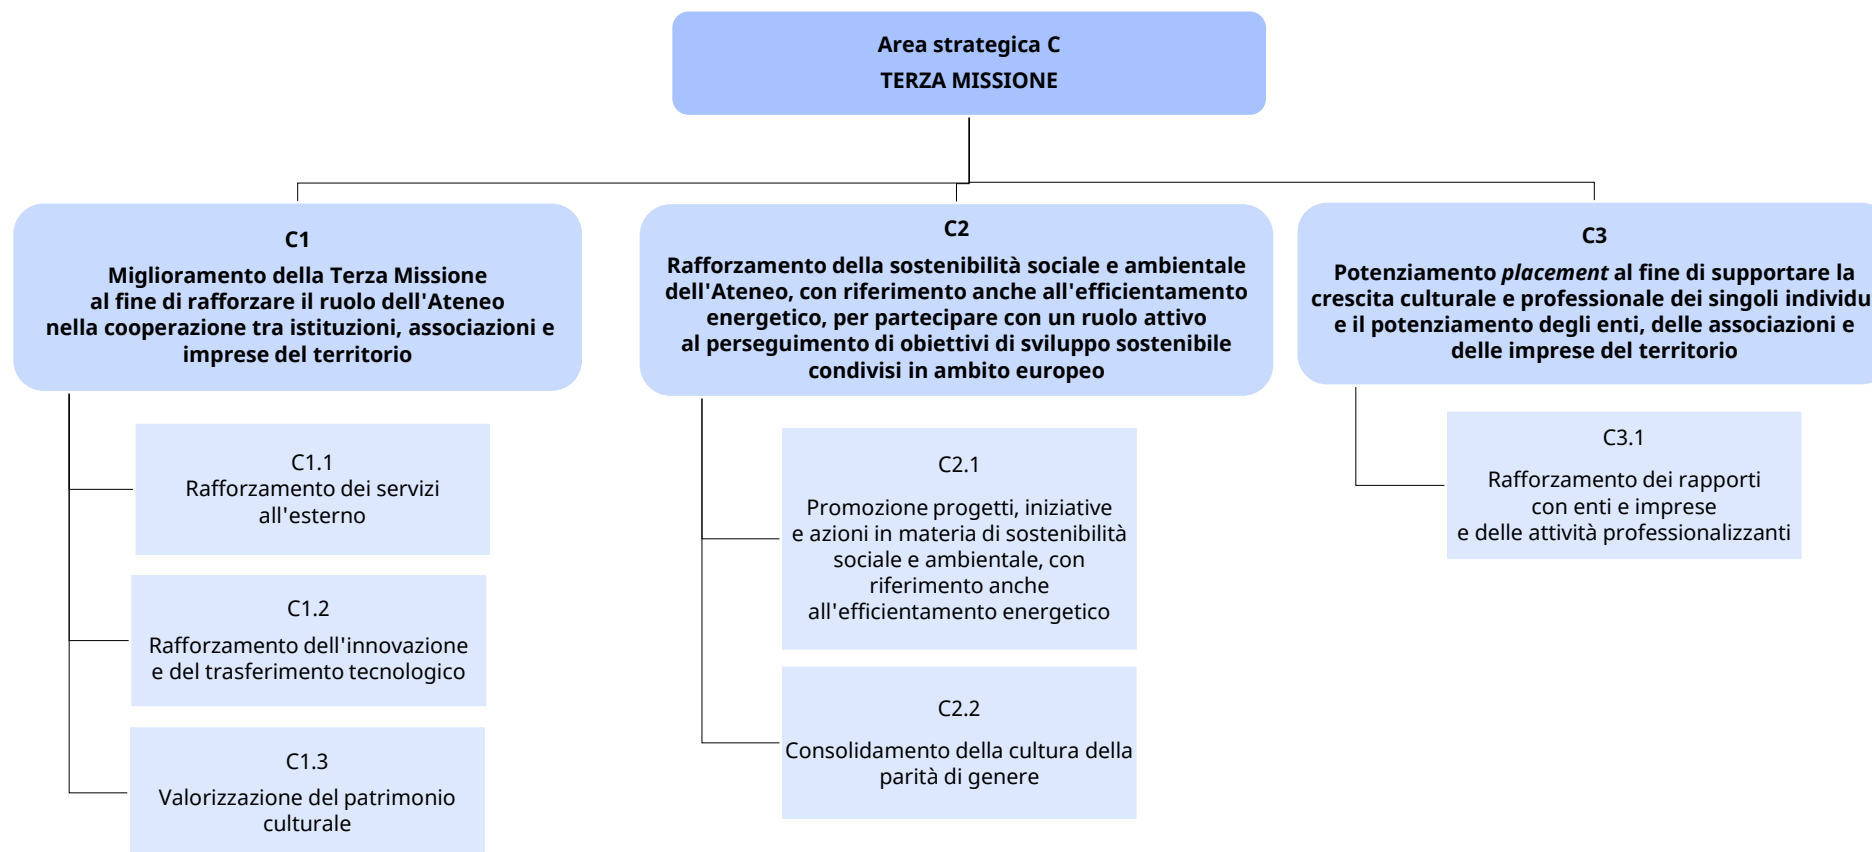 Area strategica C
TERZA MISSIONE
C1
Miglioramento della Terza Missione
al fine di rafforzare il ruolo dell'Ateneo
nella cooperazione tra istituzioni, associazioni e
imprese del territorio
C1.1
Rafforzamento dei servizi
all'esterno
C1.2
Rafforzamento dell'innovazione
e del trasferimento tecnologico
C1.3
Valorizzazione del patrimonio
culturale
C2
Rafforzamento della sostenibilità sociale e ambientale
dell'Ateneo, con riferimento anche all'efficientamento
energetico, per partecipare con un ruolo attivo
al perseguimento di obiettivi di sviluppo sostenibile
condivisi in ambito europeo
C2.1
Promozione progetti, iniziative
e azioni in materia di sostenibilità
sociale e ambientale, con
riferimento anche
all'efficientamento energetico
C2.2
Consolidamento della cultura della
parità di genere
C3
Potenziamento placement al fine di supportare la
crescita culturale e professionale dei singoli individu
e il potenziamento degli enti, delle associazioni e
delle imprese del territorio
C3.1
Rafforzamento dei rapporti
con enti e imprese
e delle attività professionalizzanti